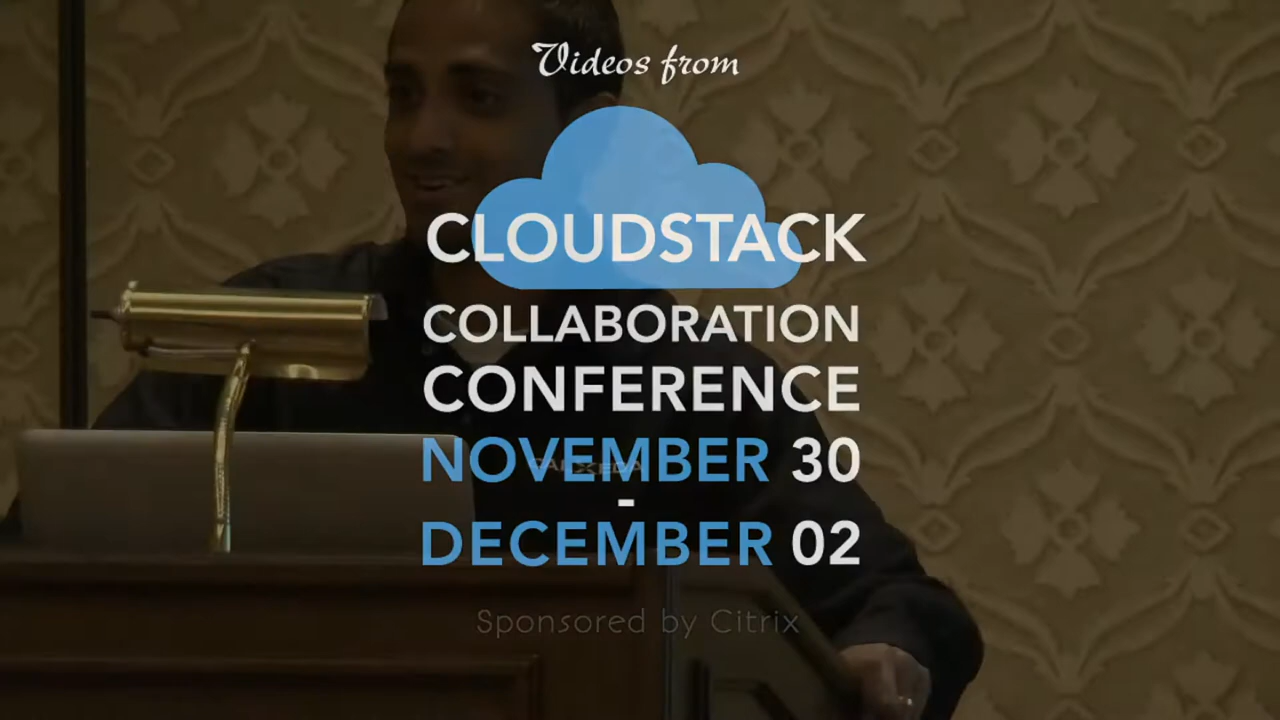 Videos from
CLOUDSTACK
COLLABORATION
CONFERENCE
NOVEMBER 30
-
DECEMBER 02
Sponsored by Citrix